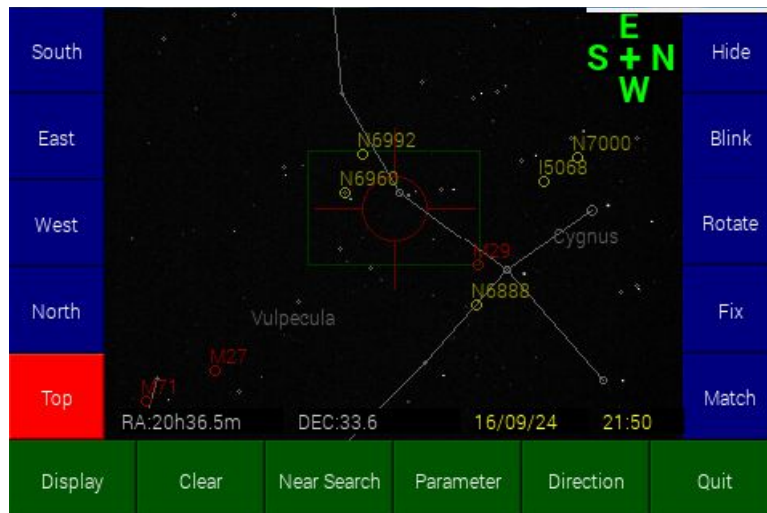 South
E
S + N
W
Hide
East
N6992
N7000
Blink
N6960
I5068
West
Cygnus
Rotate
M29
N6888
North
Vulpecula
Fix
M27
M71
Top
Match
RA:20h36.5m DEC:33.6 16/09/24 21:50
Display Clear Near Search Parameter Direction Quit